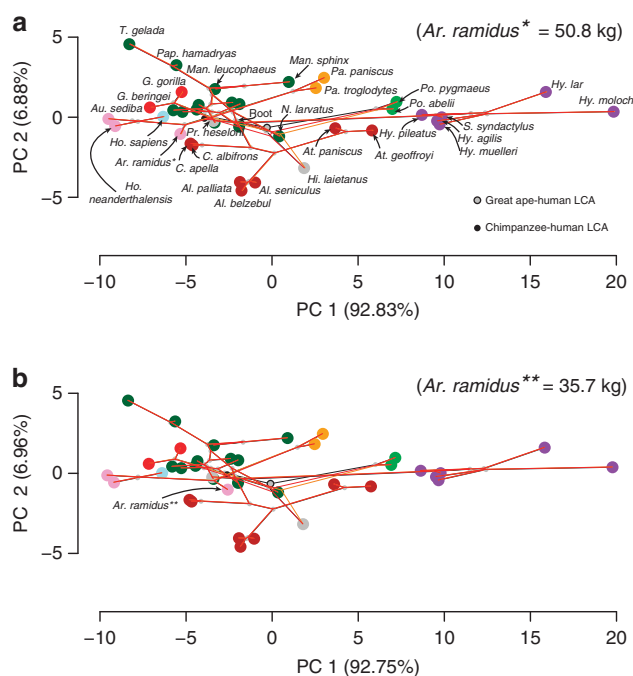 a
(Ar. ramidus* = 50.8 kg)
T. gelada
Pap. hamadryas
Man. leucophaeus
Man. sphinx
Pa. paniscus
Pa. troglodytes
G. gorilla
G. beringei
Au. sediba
Ho. sapiens
Ar. ramidus*
Ho. neanderthalensis
Pr. heseloni
Root
N. larvatus
C. albifrons
C. apella
Al. palliata
Al. belzebul
Al. seniculus
Hi. laietanus
At. paniscus
At. geoffroyi
Po. pygmaeus
Po. abelii
Hy. pileatus
Hy. lar
Hy. moloch
S. syndactylus
Hy. agilis
Hy. muelleri
Great ape-human LCA
Chimpanzee-human LCA
PC 2 (6.88%)
5
0
−5
−10 −5 0 5 10 15 20
PC 1 (92.83%)
b
(Ar. ramidus** = 35.7 kg)
Ar. ramidus**
PC 2 (6.96%)
5
0
−5
−10 −5 0 5 10 15 20
PC 1 (92.75%)